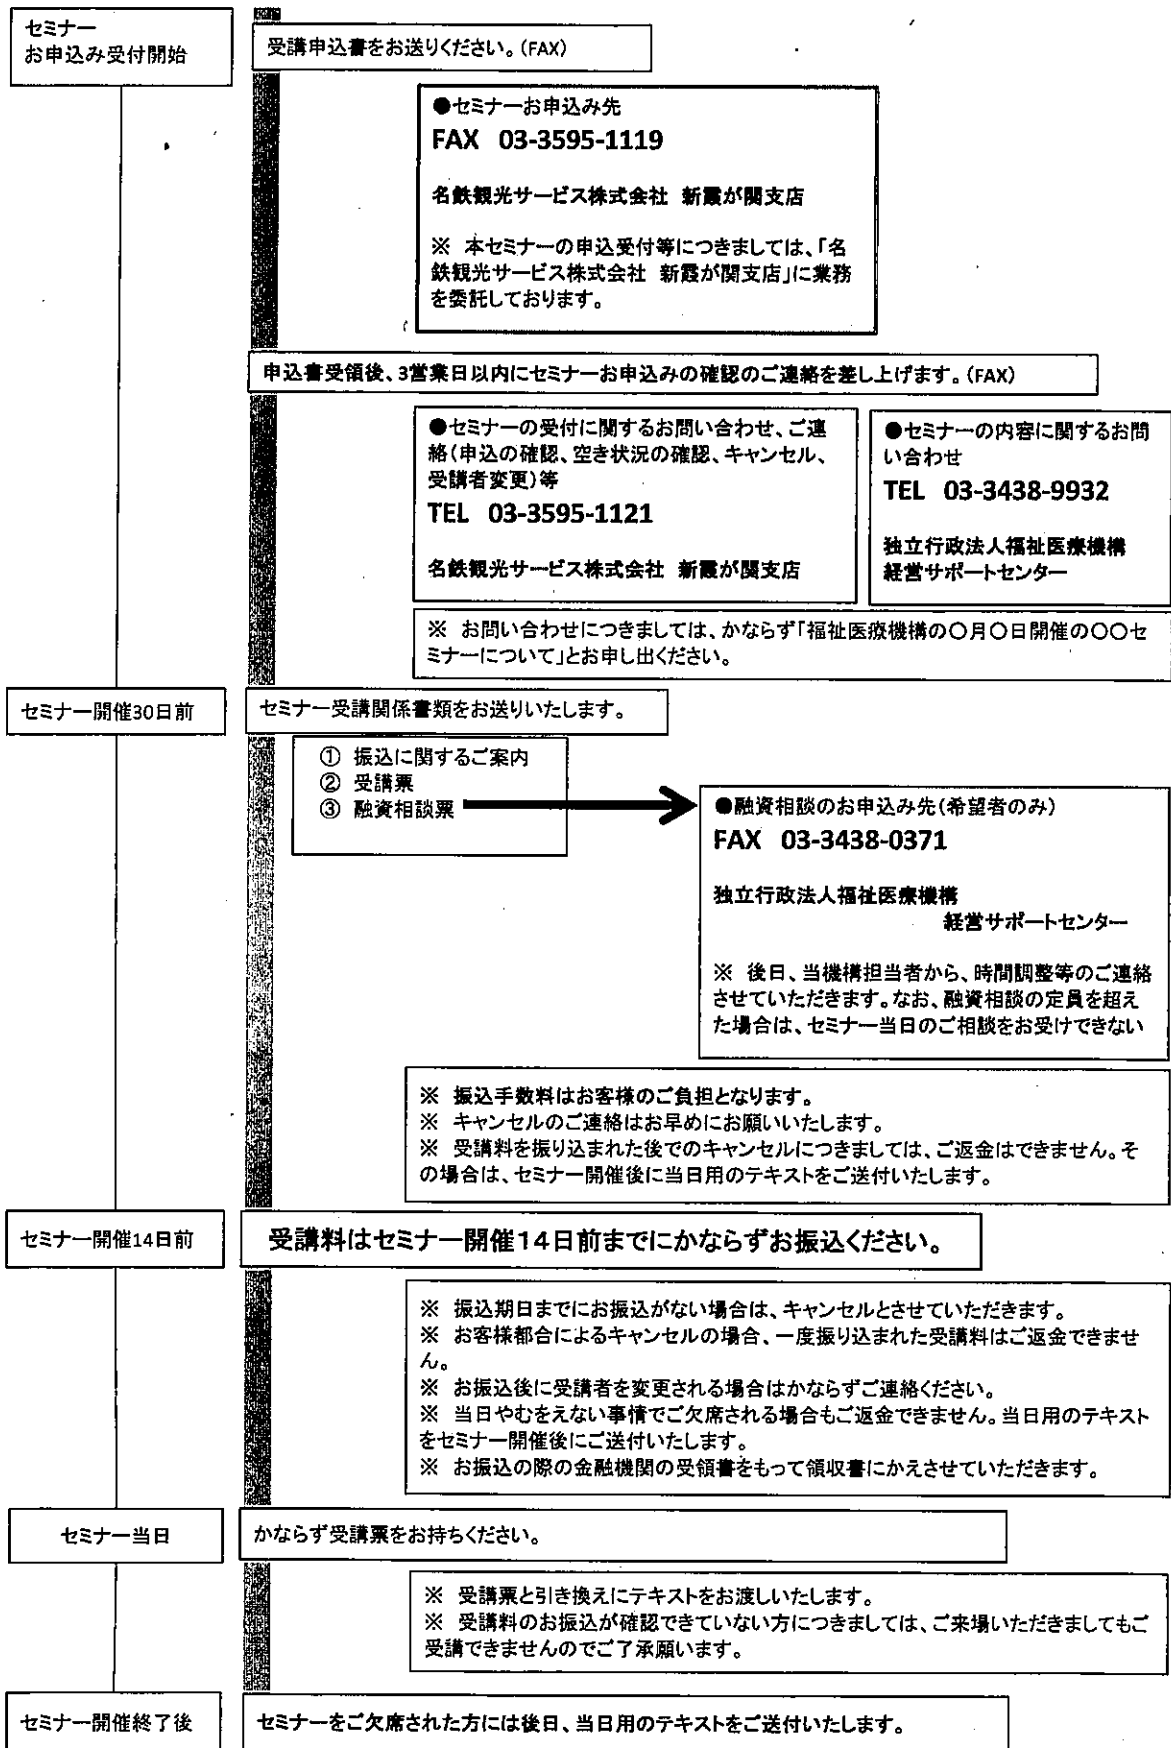 セミナー
お申込み受付開始
受講申込書をお送りください。(FAX)
●セミナーお申込み先
FAX 03-3595-1119
名鉄観光サービス株式会社 新霞が関支店
※ 本セミナーの申込受付等につきましては、「名
鉄観光サービス株式会社 新霞が関支店」に業務
を委託しております。
申込書受領後、3営業日以内にセミナーお申込みの確認のご連絡を差し上げます。(FAX)
●セミナーの受付に関するお問い合わせ、ご連
絡(申込の確認、空き状況の確認、キャンセル、
受講者変更)等
TEL 03-3595-1121
名鉄観光サービス株式会社 新霞が関支店
●セミナーの内容に関するお問
い合わせ
TEL 03-3438-9932
独立行政法人福祉医療機構
経営サポートセンター
※ お問い合わせにつきましては、かならず「福祉医療機構の〇月〇日開催の〇〇セ
ミナーについて」とお申し出ください。
セミナー開催30日前
セミナー受講関係書類をお送りいたします。
① 振込に関するご案内
② 受講票
③ 融資相談票
●融資相談のお申込み先(希望者のみ)
FAX 03-3438-0371
独立行政法人福祉医療機構
経営サポートセンター
※ 後日、当機構担当者から、時間調整等のご連絡
させていただきます。なお、融資相談の定員を超え
た場合は、セミナー当日のご相談をお受けできない
※ 振込手数料はお客様のご負担となります。
※ キャンセルのご連絡はお早めにお願いいたします。
※ 受講料を振り込まれた後でのキャンセルにつきましては、ご返金はできません。そ
の場合は、セミナー開催後に当日用のテキストをご送付いたします。
セミナー開催14日前
受講料はセミナー開催14日前までにかならずお振込ください。
※ 振込期日までにお振込がない場合は、キャンセルとさせていただきます。
※ お客様都合によるキャンセルの場合、一度振り込まれた受講料はご返金できませ
ん。
※ お振込後に受講者を変更される場合はかならずご連絡ください。
※ 当日やむをえない事情でご欠席される場合もご返金できません。当日用のテキスト
をセミナー開催後にご送付いたします。
※ お振込の際の金融機関の受領書をもって領収書にかえさせていただきます。
セミナー当日
かならず受講票をお持ちください。
※ 受講票と引き換えにテキストをお渡しいたします。
※ 受講料のお振込が確認できていない方につきましては、ご来場いただきましてもご
受講できませんのでご了承願います。
セミナー開催終了後
セミナーをご欠席された方には後日、当日用のテキストをご送付いたします。